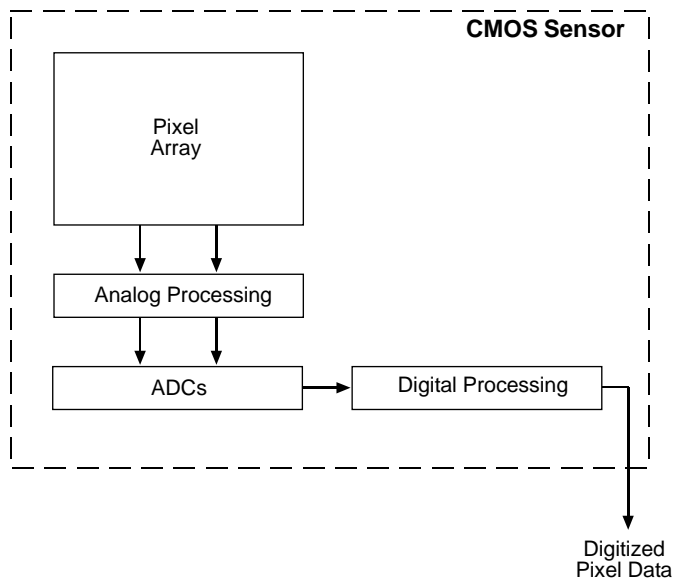 CMOS Sensor
Pixel
Array
Analog Processing
ADCs
Digital Processing
Digitized
Pixel Data